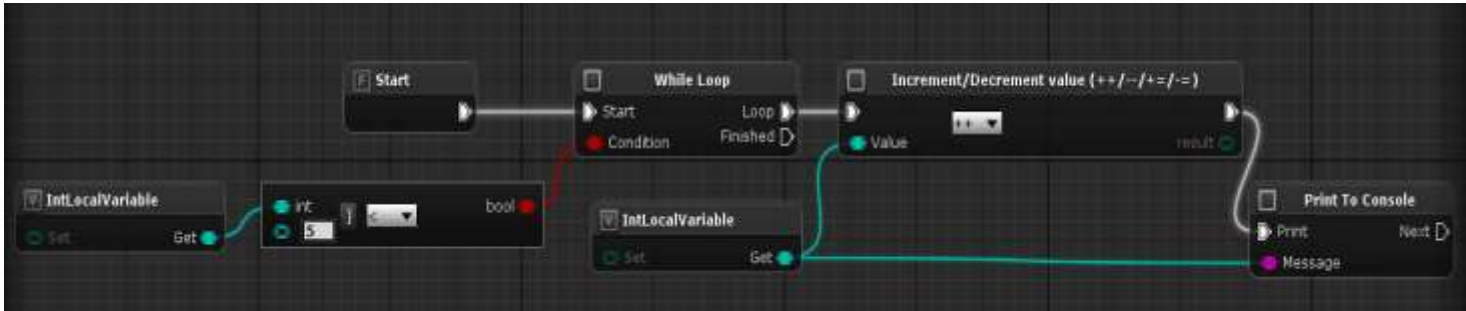 F Start
While Loop
Start Loop
Condition Finished
Increment/Decrement value (++/--/+=/-=)
++
Value result
V IntLocalVariable
Set Get
int < bool
5
V IntLocalVariable
Set Get
Print To Console
Print Next
Message